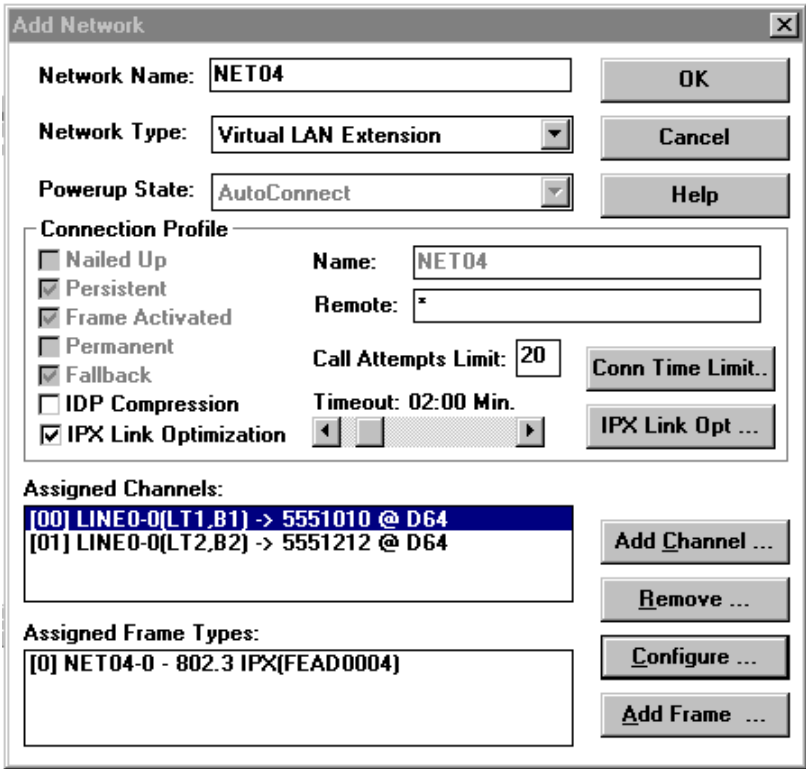 Add Network
Network Name: NET04
OK
Network Type: Virtual LAN Extension
Cancel
Powerup State: AutoConnect
Help
Connection Profile
Nailed Up
Persistent
Frame Activated
Permanent
Fallback
IDP Compression
IPX Link Optimization
Name: NET04
Remote: *
Call Attempts Limit: 20
Timeout: 02:00 Min.
Conn Time Limit..
IPX Link Opt ...
Assigned Channels:
[00] LINE0-0(LT1,B1) -> 5551010 @ D64
[01] LINE0-0(LT2,B2) -> 5551212 @ D64
Add Channel ...
Remove ...
Assigned Frame Types:
[0] NET04-0 - 802.3 IPX(FEAD0004)
Configure ...
Add Frame ...